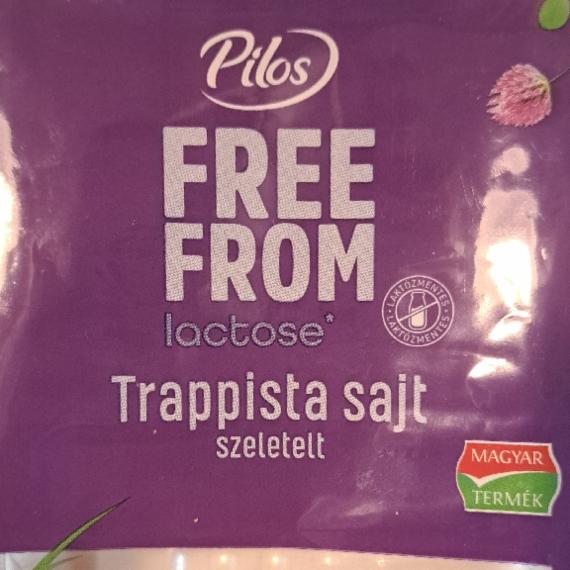 Pilos
FREE
FROM
lactose*
LAKTÓZMENTES • LAKTÓZMENTES •
Trappista sajt
szeletelt
MAGYAR
TERMÉK